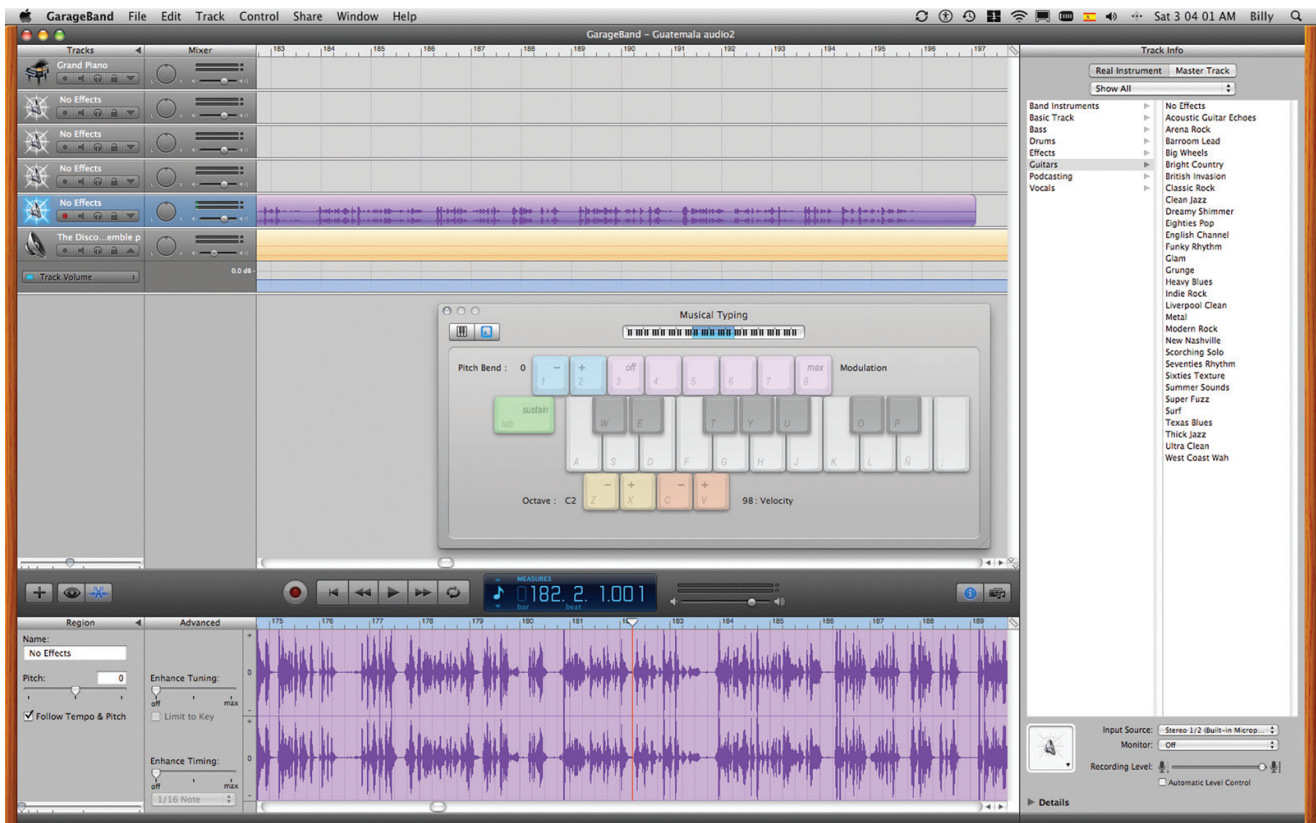 GarageBand File Edit Track Control Share Window Help Sat 3 04 01 AM Billy
GarageBand – Guatemala audio2
Tracks Mixer 183 184 185 186 187 188 189 190 191 192 193 194 195 196 197
Grand Piano
No Effects
No Effects
No Effects
No Effects
The Disco...emble p
Track Volume 0.0 dB
Musical Typing
Pitch Bend : 0 − + off max Modulation
1 2 3 4 5 6 7 8
sustain
tab W E T Y U O P
A S D F G H J K L Ñ ;
− + − +
Octave : C2 Z X C V 98 : Velocity
MEASURES
182. 2. 1.001
bar beat
Region Advanced 175 176 177 178 179 180 181 183 184 185 186 187 188 189
Name:
No Effects
Pitch: 0
Follow Tempo & Pitch
Enhance Tuning:
off max
Limit to Key
Enhance Timing:
off max
1/16 Note
+
0
−
+
0
−
Track Info
Real Instrument Master Track
Show All
Band Instruments
Basic Track
Bass
Drums
Effects
Guitars
Podcasting
Vocals
No Effects
Acoustic Guitar Echoes
Arena Rock
Barroom Lead
Big Wheels
Bright Country
British Invasion
Classic Rock
Clean Jazz
Dreamy Shimmer
Eighties Pop
English Channel
Funky Rhythm
Glam
Grunge
Heavy Blues
Indie Rock
Liverpool Clean
Metal
Modern Rock
New Nashville
Scorching Solo
Seventies Rhythm
Sixties Texture
Summer Sounds
Super Fuzz
Surf
Texas Blues
Thick Jazz
Ultra Clean
West Coast Wah
Input Source: Stereo 1/2 (Built-in Microp...
Monitor: Off
Recording Level:
Automatic Level Control
Details